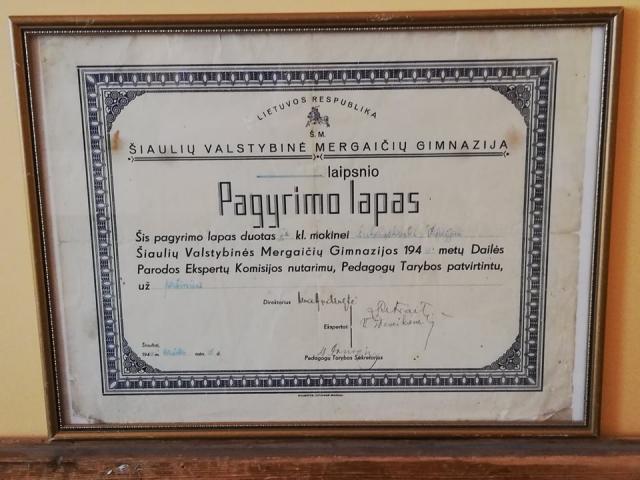 LIETUVOS RESPUBLIKA
Š.M.
ŠIAULIŲ VALSTYBINĖ MERGAIČIŲ GIMNAZIJA
laipsnio
Pagyrimo lapas
Šis pagyrimo lapas duotas kl. mokinei
Šiaulių Valstybinės Mergaičių Gimnazijos 194 metų Dailės
Parodos Ekspertų Komisijos nutarimu, Pedagogų Tarybos patvirtintu,
už
Direktorius
Ekspertai
Šiauliai,
194 mėn. d.
Pedagogų Tarybos Sekretorius